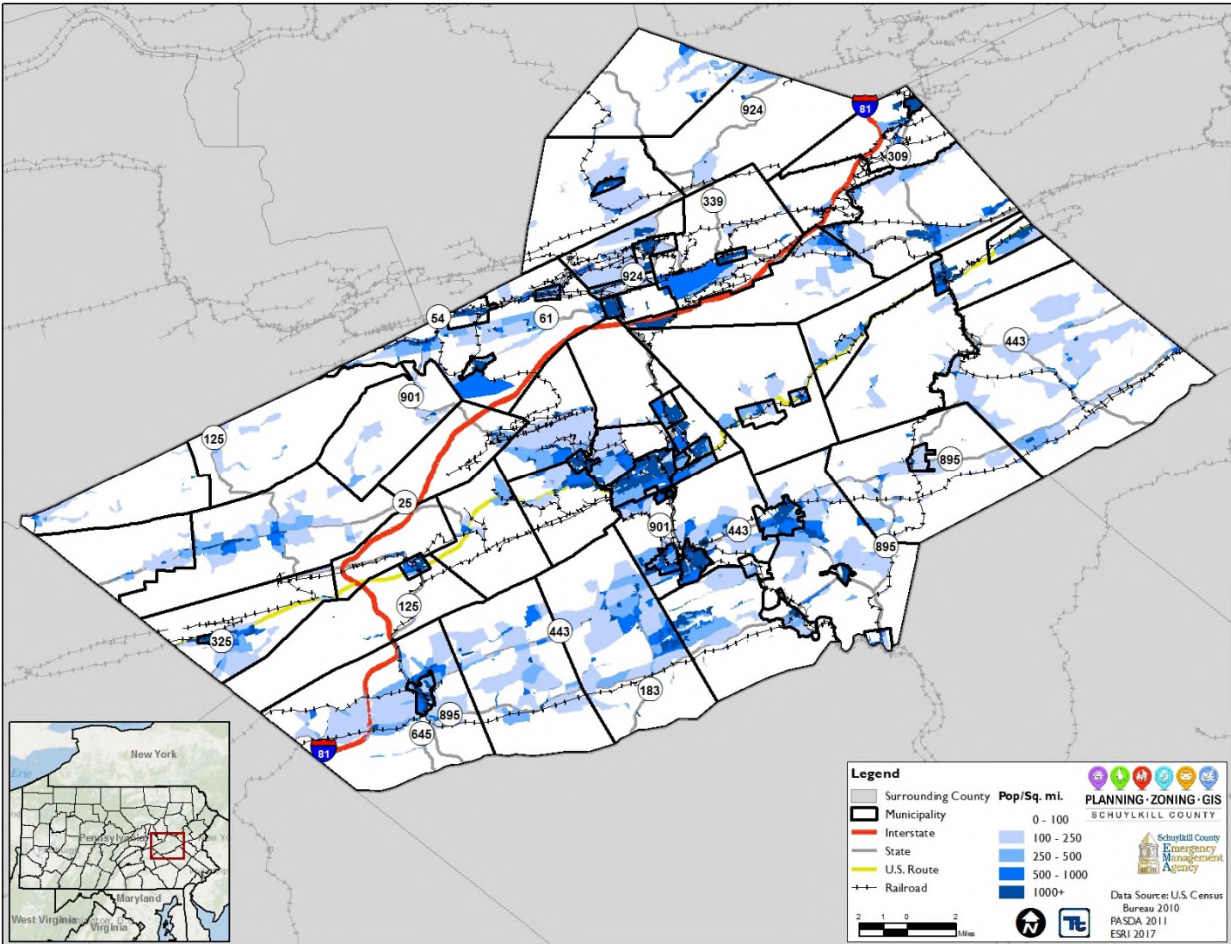 81
924
309
339
924
54
61
443
901
125
895
25
901
443
895
325
125
443
183
895
645
81
New York
Erie
Pennsylvania
Maryland
West Virginia
Virginia
Legend
Surrounding County
Municipality
Interstate
State
U.S. Route
Railroad
Pop/Sq. mi.
0 - 100
100 - 250
250 - 500
500 - 1000
1000+
PLANNING·ZONING·GIS
SCHUYLKILL COUNTY
Schuylkill County
Emergency
Management
Agency
Data Source: U.S. Census
Bureau 2010
PASDA 2011
ESRI 2017
2 1 0 2
Miles
N